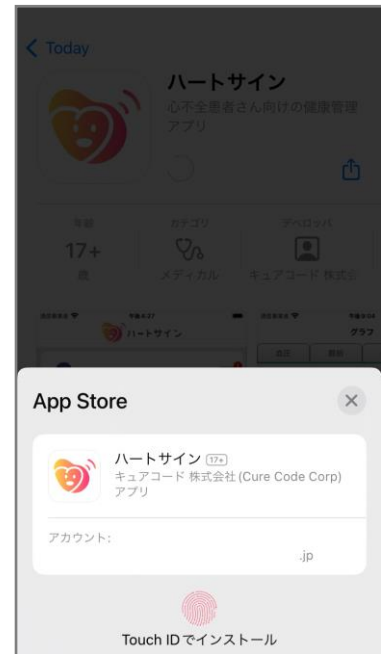 Today
ハートサイン
心不全患者さん向けの健康管理
アプリ
年齢
カテゴリ
デベロッパ
17+
歳
メディカル
キュアコード 株式会
午後4:37
ハートサイン
グラフ
App Store
ハートサイン 17+
キュアコード 株式会社(Cure Code Corp)
アプリ
アカウント:
.jp
Touch IDでインストール